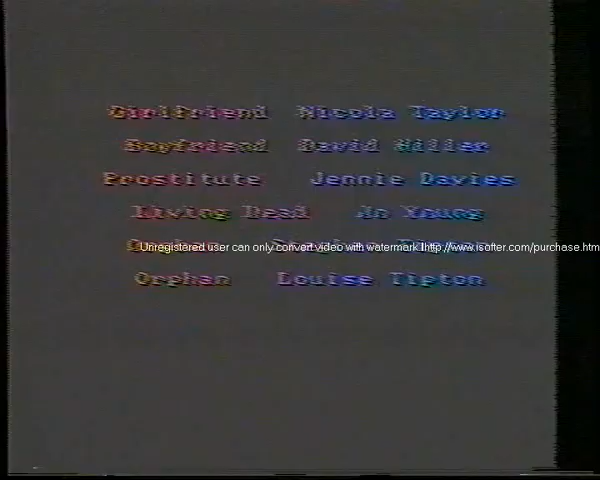 Girlfriend Nicola Taylor
Boyfriend David Miller
Prostitute Jennie Davies
Living Dead Jo Young
Unregistered user can only convert video with watermark !http://www.isofter.com/purchase.htm
Orphan Louise Tipton